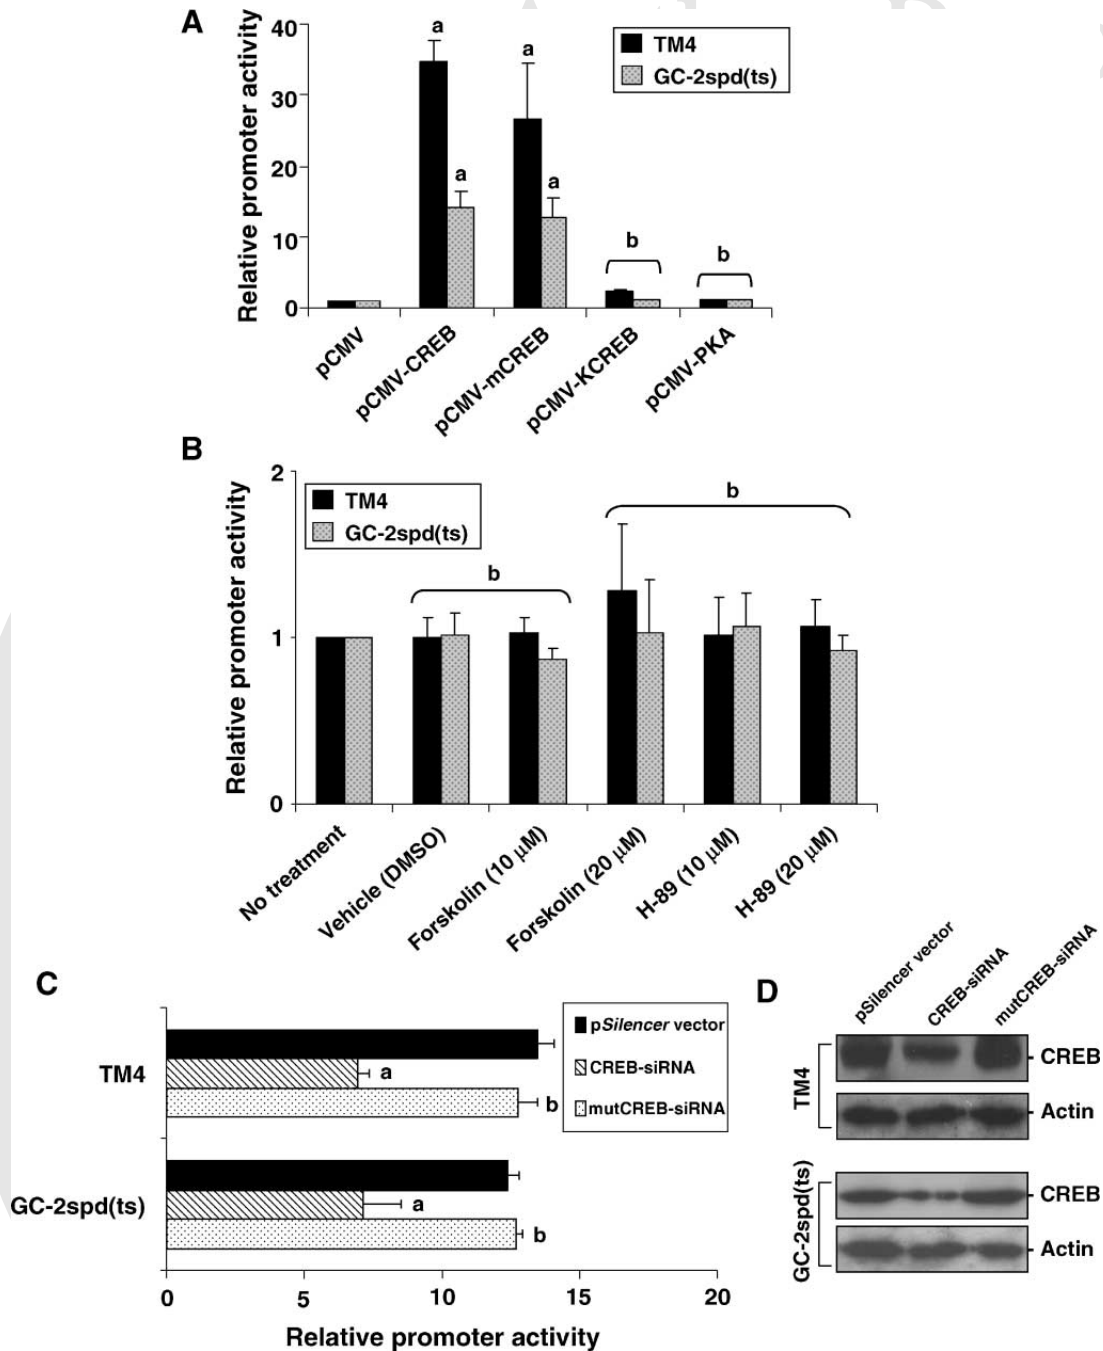 A
Relative promoter activity
40
30
20
10
0
a
a
a
a
b
b
TM4
GC-2spd(ts)
pCMV
pCMV-CREB
pCMV-mCREB
pCMV-KCREB
pCMV-PKA
B
Relative promoter activity
2
1
0
TM4
GC-2spd(ts)
b
b
No treatment
Vehicle (DMSO)
Forskolin (10 μM)
Forskolin (20 μM)
H-89 (10 μM)
H-89 (20 μM)
C
TM4
GC-2spd(ts)
a
b
a
b
pSilencer vector
CREB-siRNA
mutCREB-siRNA
0
5
10
15
20
Relative promoter activity
D
pSilencer vector
CREB-siRNA
mutCREB-siRNA
TM4
CREB
Actin
GC-2spd(ts)
CREB
Actin